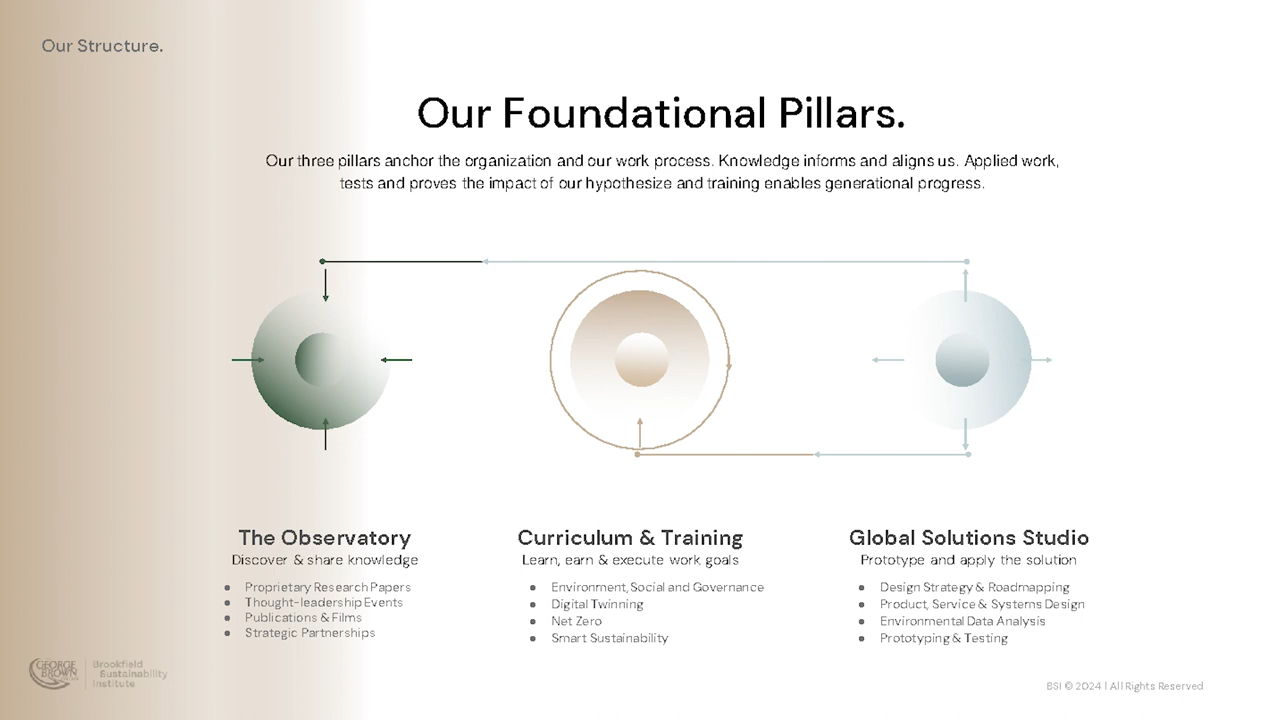 Our Structure.
Our Foundational Pillars.
Our three pillars anchor the organization and our work process. Knowledge informs and aligns us. Applied work,
tests and proves the impact of our hypothesize and training enables generational progress.
The Observatory
Discover & share knowledge
Proprietary Research Papers
Thought-leadership Events
Publications & Films
Strategic Partnerships
Curriculum & Training
Learn, earn & execute work goals
Environment, Social and Governance
Digital Twinning
Net Zero
Smart Sustainability
Global Solutions Studio
Prototype and apply the solution
Design Strategy & Roadmapping
Product, Service & Systems Design
Environmental Data Analysis
Prototyping & Testing
GEORGE
BROWN
Brookfield
Sustainability
Institute
BSI © 2024 | All Rights Reserved